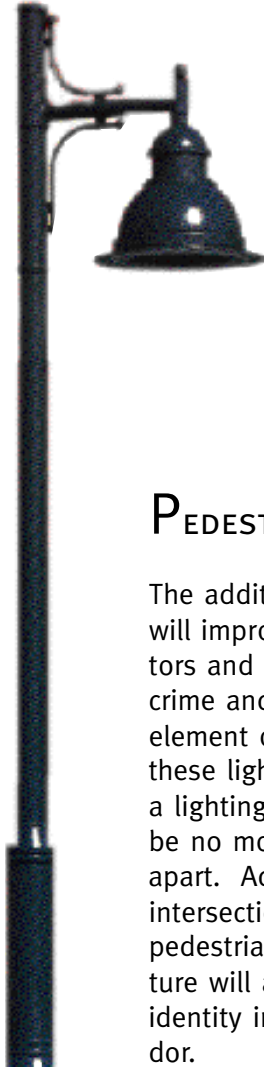 PEDEST
The addit
will impro
tors and
crime and
element o
these ligh
a lighting
be no mo
apart. Ad
intersecti
pedestria
ture will a
identity in
dor.